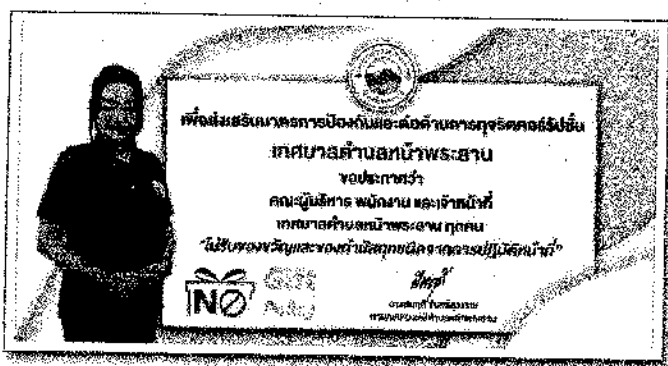 เพื่อส่งเสริมมาตรการป้องกันและต่อต้านการทุจริตคอร์รัปชั่น
เทศบาลตำบลหน้าพระลาน
ขอประกาศว่า
คณะผู้บริหาร พนักงาน และเจ้าหน้าที่
เทศบาลตำบลหน้าพระลาน ทุกคน
"ไม่รับของขวัญและของกำนัลทุกชนิดจากการปฏิบัติหน้าที่"
NO
GIFT
Policy